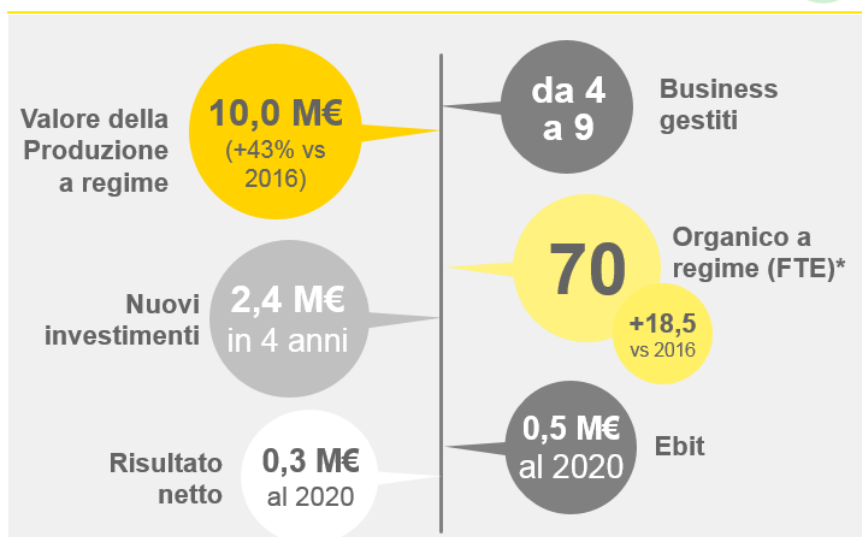 Valore della
Produzione
a regime
10,0 M€
(+43% vs
2016)
da 4
a 9
Business
gestiti
70
Organico a
regime (FTE)*
+18,5
vs 2016
Nuovi
investimenti
2,4 M€
in 4 anni
0,5 M€
al 2020
Ebit
Risultato
netto
0,3 M€
al 2020